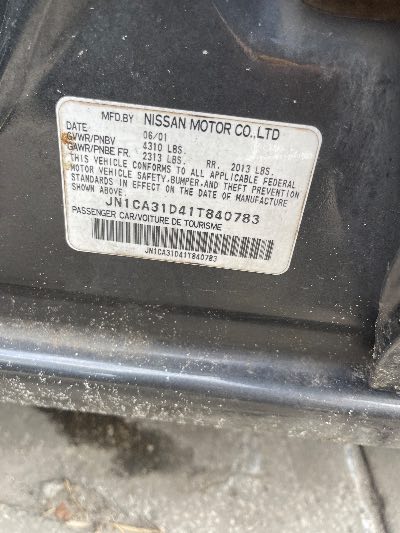 MFD.BY NISSAN MOTOR CO.,LTD
DATE: 06/01
GVWR/PNBV 4310 LBS.
GAWR/PNBE FR. 2313 LBS. RR. 2013 LBS.
THIS VEHICLE CONFORMS TO ALL APPLICABLE FEDERAL
MOTOR VEHICLE SAFETY,BUMPER,AND THEFT PREVENTION
STANDARDS IN EFFECT ON THE DATE OF MANUFACTURE
SHOWN ABOVE.
JN1CA31D41T840783
PASSENGER CAR/VOITURE DE TOURISME
JN1CA31D41T840783